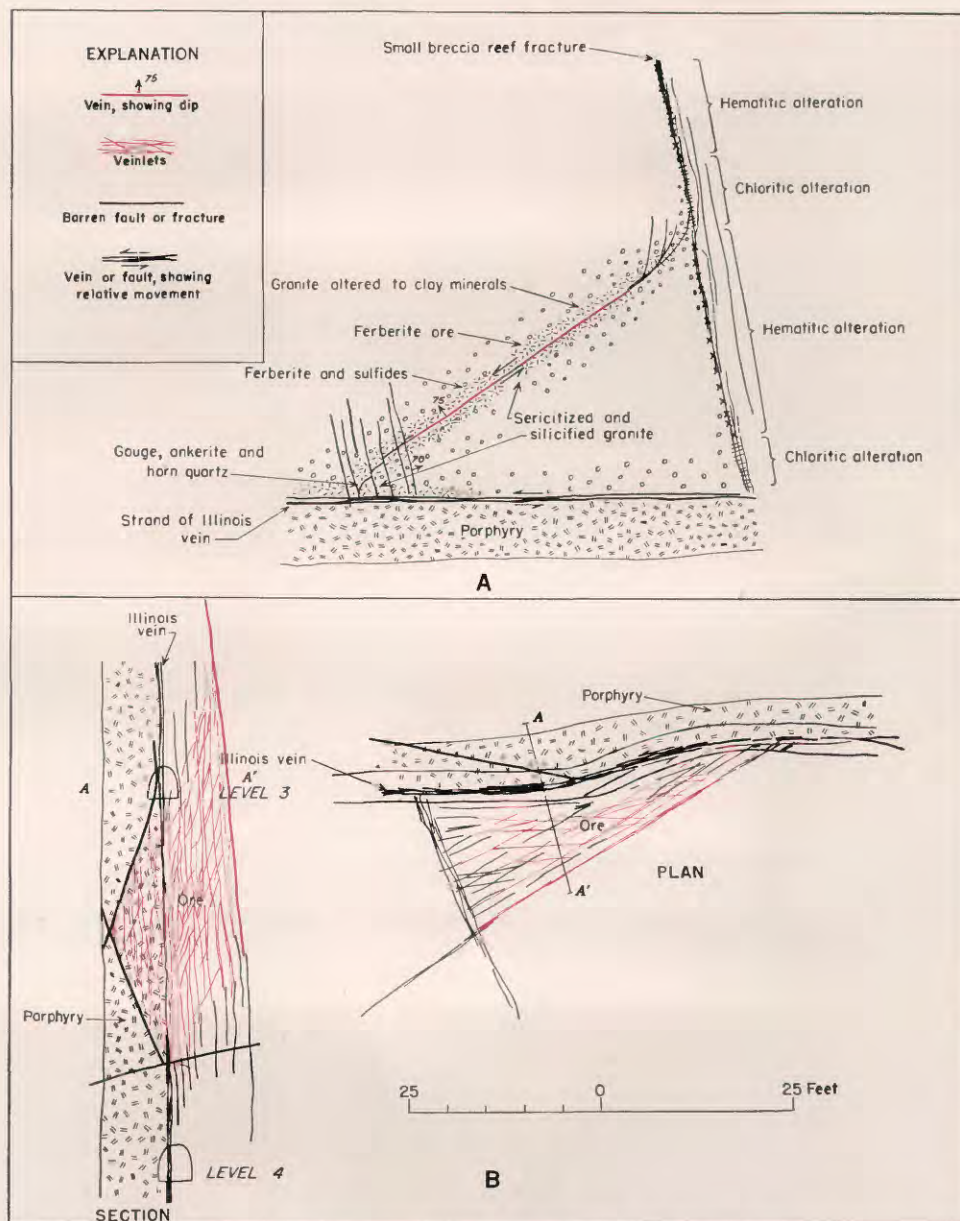 EXPLANATION
75
Vein, showing dip
Veinlets
Barren fault or fracture
Vein or fault, showing
relative movement
Small breccia reef fracture
Hematitic alteration
Chloritic alteration
Granite altered to clay minerals
Ferberite ore
Hematitic alteration
Ferberite and sulfides
75
Sericitized and
silicified granite
Gouge, ankerite and
horn quartz
70°
Chloritic alteration
Strand of Illinois
vein
Porphyry
A
Illinois
vein
A
A'
LEVEL 3
Ore
Porphyry
LEVEL 4
SECTION
Porphyry
A
Illinois vein
Ore
PLAN
A'
25 0 25 Feet
B